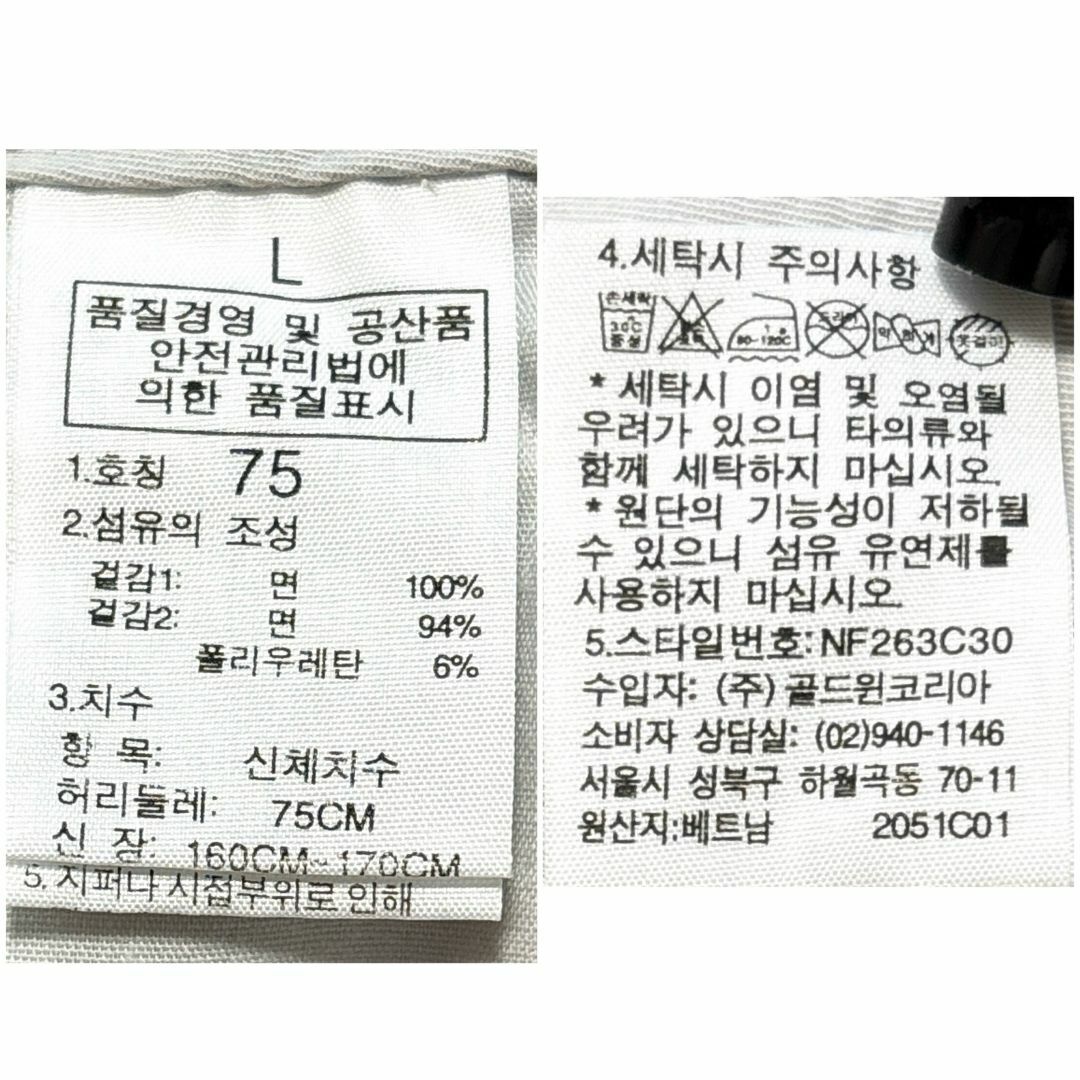 L
품질경영 및 공산품
안전관리법에
의한 품질표시
1.호칭 75
2.섬유의 조성
겉감1: 면 100%
겉감2: 면 94%
폴리우레탄 6%
3.치수
항 목: 신체치수
허리둘레: 75CM
신 장: 160CM~170CM
5. 지퍼나 시접부위로 인해
4.세탁시 주의사항
손세탁
30℃
중성
80~120℃
드라이
약 하게
옷걸이
* 세탁시 이염 및 오염될
우려가 있으니 타의류와
함께 세탁하지 마십시오.
* 원단의 기능성이 저하될
수 있으니 섬유 유연제를
사용하지 마십시오.
5.스타일번호:NF263C30
수입자: (주)골드윈코리아
소비자 상담실: (02)940-1146
서울시 성북구 하월곡동 70-11
원산지:베트남 2051C01